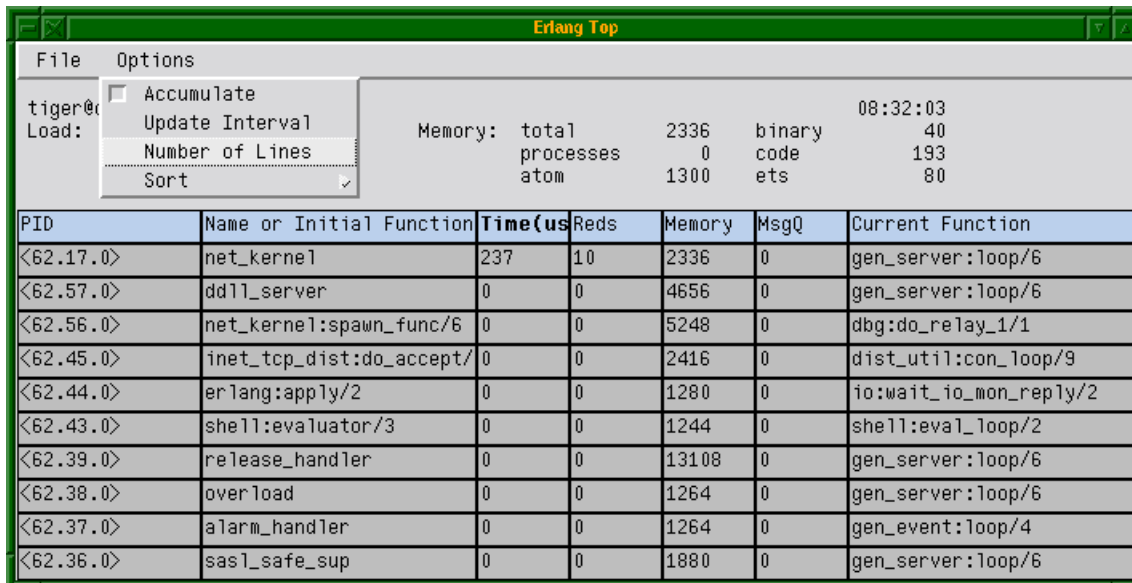 Erlang Top
File Options
Accumulate
Update Interval
Number of Lines
Sort
tiger@
Load:
08:32:03
Memory: total 2336 binary 40
processes 0 code 193
atom 1300 ets 80
PID Name or Initial Function Time(us Reds Memory MsgQ Current Function
<62.17.0> net_kernel 237 10 2336 0 gen_server:loop/6
<62.57.0> ddll_server 0 0 4656 0 gen_server:loop/6
<62.56.0> net_kernel:spawn_func/6 0 0 5248 0 dbg:do_relay_1/1
<62.45.0> inet_tcp_dist:do_accept/ 0 0 2416 0 dist_util:con_loop/9
<62.44.0> erlang:apply/2 0 0 1280 0 io:wait_io_mon_reply/2
<62.43.0> shell:evaluator/3 0 0 1244 0 shell:eval_loop/2
<62.39.0> release_handler 0 0 13108 0 gen_server:loop/6
<62.38.0> overload 0 0 1264 0 gen_server:loop/6
<62.37.0> alarm_handler 0 0 1264 0 gen_event:loop/4
<62.36.0> sasl_safe_sup 0 0 1880 0 gen_server:loop/6